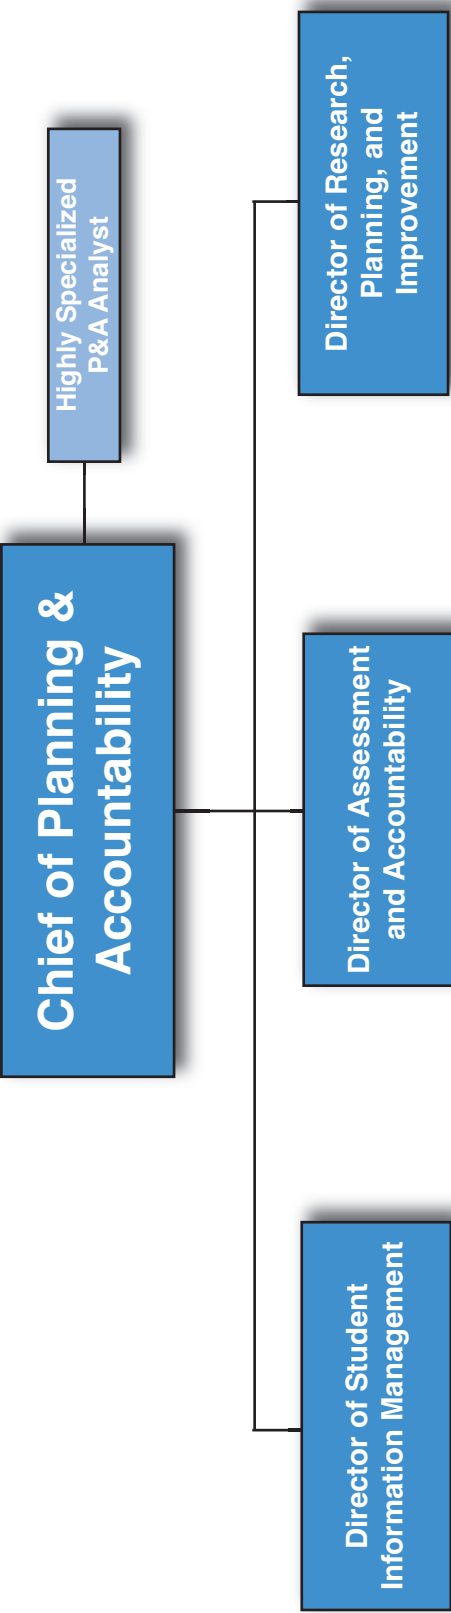 Chief of Planning &
Accountability
Highly Specialized
P&A Analyst
Director of Student
Information Management
Director of Assessment
and Accountability
Director of Research,
Planning, and
Improvement